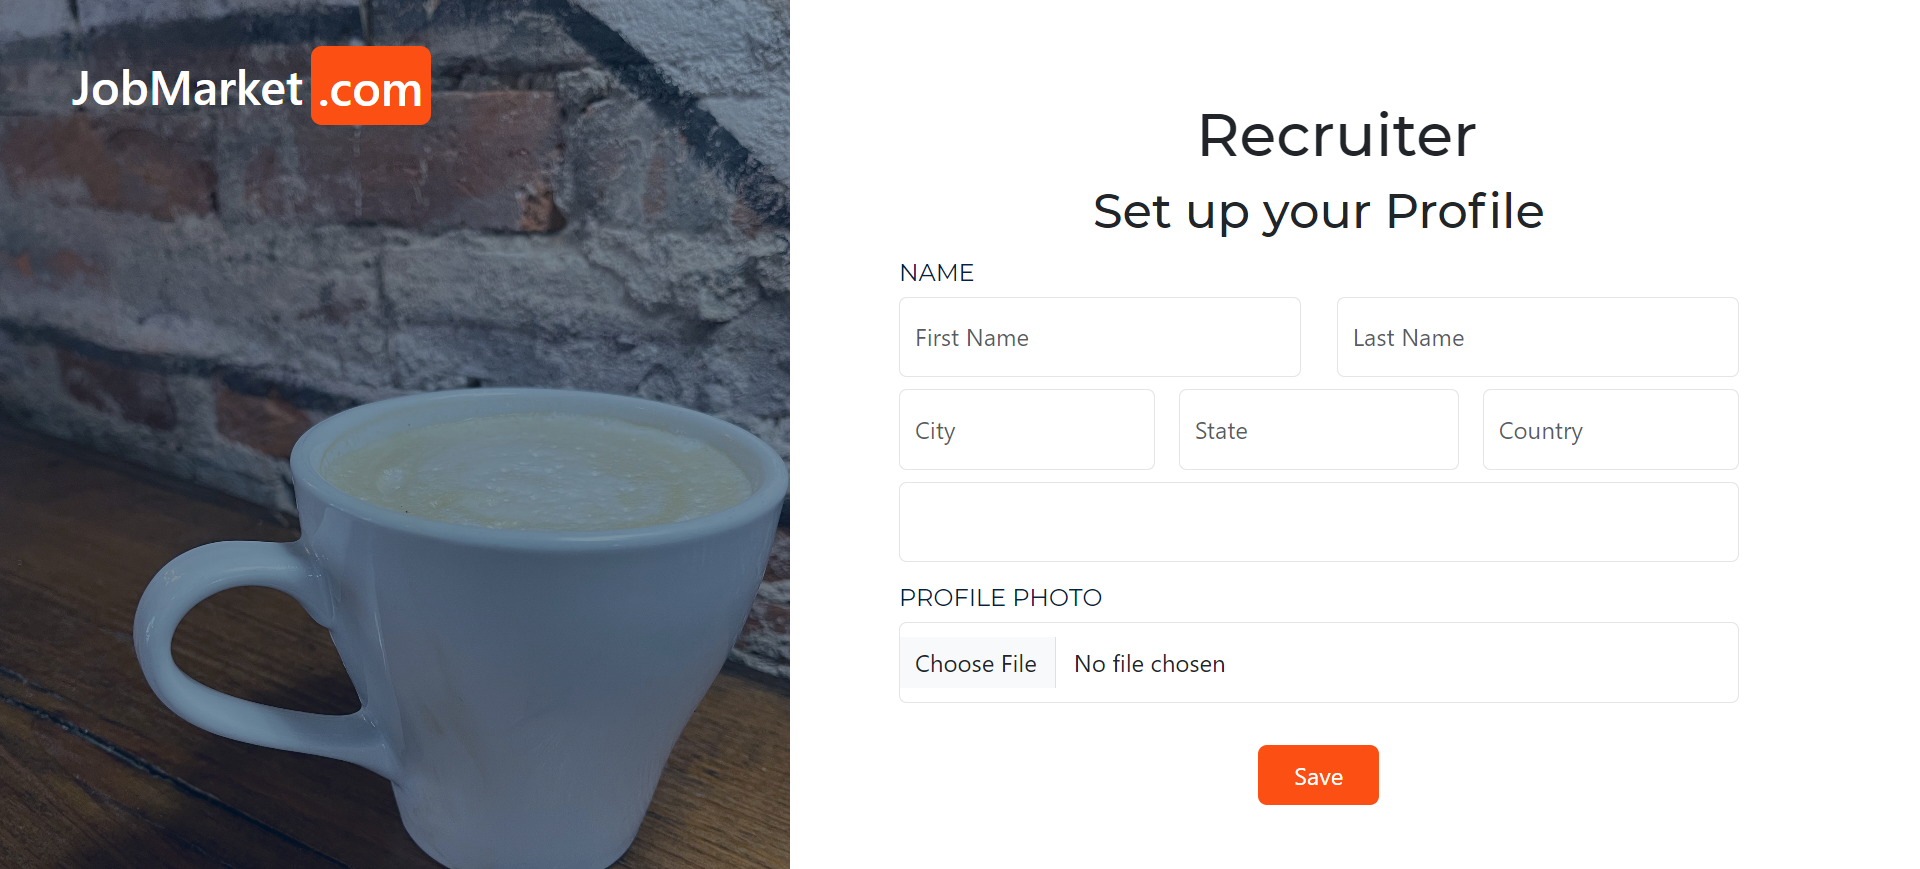 JobMarket .com
Recruiter
Set up your Profile
NAME
First Name Last Name
City State Country
PROFILE PHOTO
Choose File No file chosen
Save